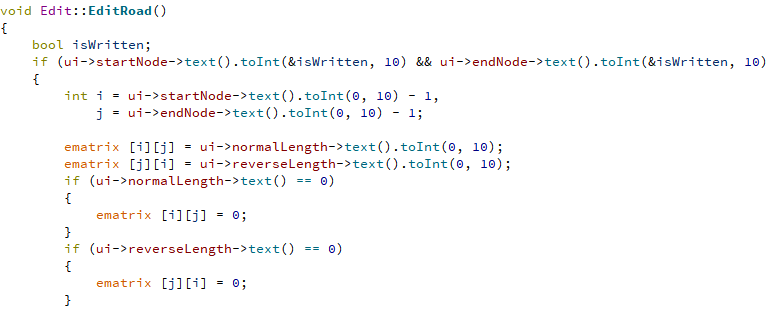 void Edit::EditRoad()
{
    bool isWritten;
    if (ui->startNode->text().toInt(&isWritten, 10) && ui->endNode->text().toInt(&isWritten, 10)
    {
        int i = ui->startNode->text().toInt(0, 10) - 1,
            j = ui->endNode->text().toInt(0, 10) - 1;

        ematrix [i][j] = ui->normalLength->text().toInt(0, 10);
        ematrix [j][i] = ui->reverseLength->text().toInt(0, 10);
        if (ui->normalLength->text() == 0)
        {
            ematrix [i][j] = 0;
        }
        if (ui->reverseLength->text() == 0)
        {
            ematrix [j][i] = 0;
        }